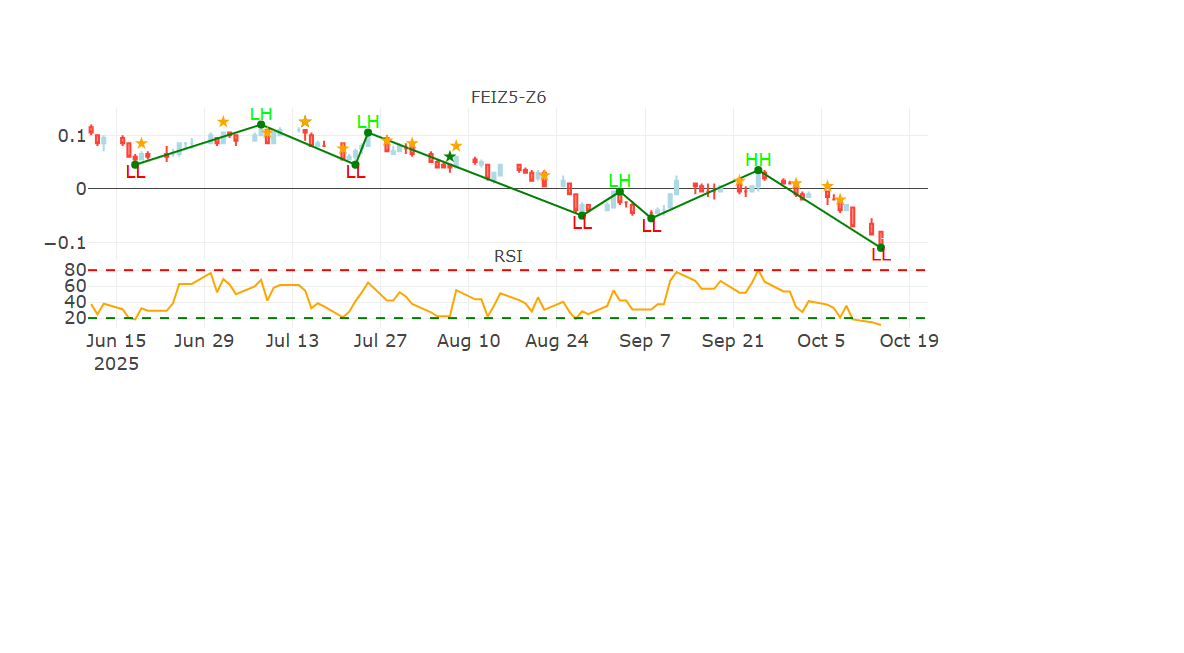 FEIZ5-Z6
LH
LH
HH
LH
0.1
0
−0.1
LL
LL
LL
LL
LL
RSI
80
60
40
20
Jun 15 Jun 29 Jul 13 Jul 27 Aug 10 Aug 24 Sep 7 Sep 21 Oct 5 Oct 19
2025